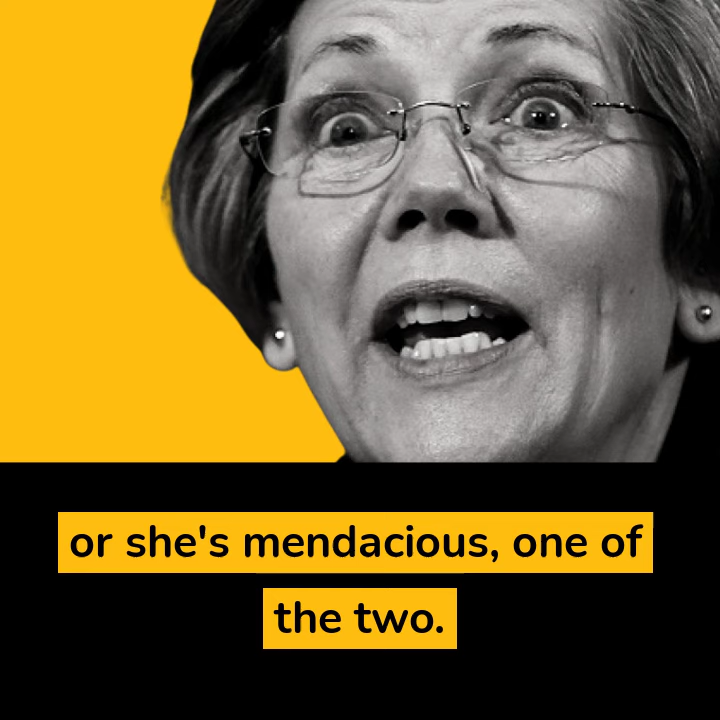 or she's mendacious, one of
the two.